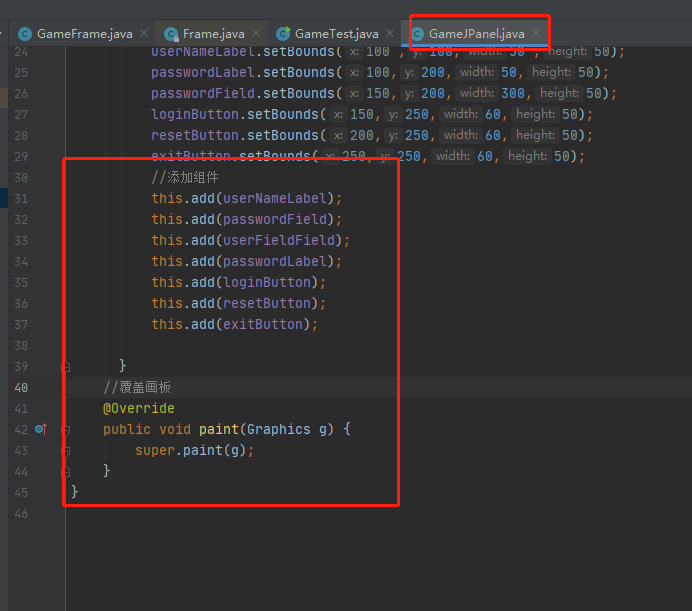 GameFrame.java × Frame.java × GameTest.java × GameJPanel.java ×
24 userNameLabel.setBounds( x: 100 , y: 100, width: 50 , height: 50);
25 passwordLabel.setBounds( x: 100, y: 200, width: 50, height: 50);
26 passwordField.setBounds( x: 150, y: 200, width: 300, height: 50);
27 loginButton.setBounds( x: 150, y: 250, width: 60, height: 50);
28 resetButton.setBounds( x: 200, y: 250, width: 60, height: 50);
29 exitButton.setBounds( x: 250, y: 250, width: 60, height: 50);
30 //添加组件
31 this.add(userNameLabel);
32 this.add(passwordField);
33 this.add(userFieldField);
34 this.add(passwordLabel);
35 this.add(loginButton);
36 this.add(resetButton);
37 this.add(exitButton);
38
39 }
40 //覆盖画板
41 @Override
42 public void paint(Graphics g) {
43 super.paint(g);
44 }
45 }
46